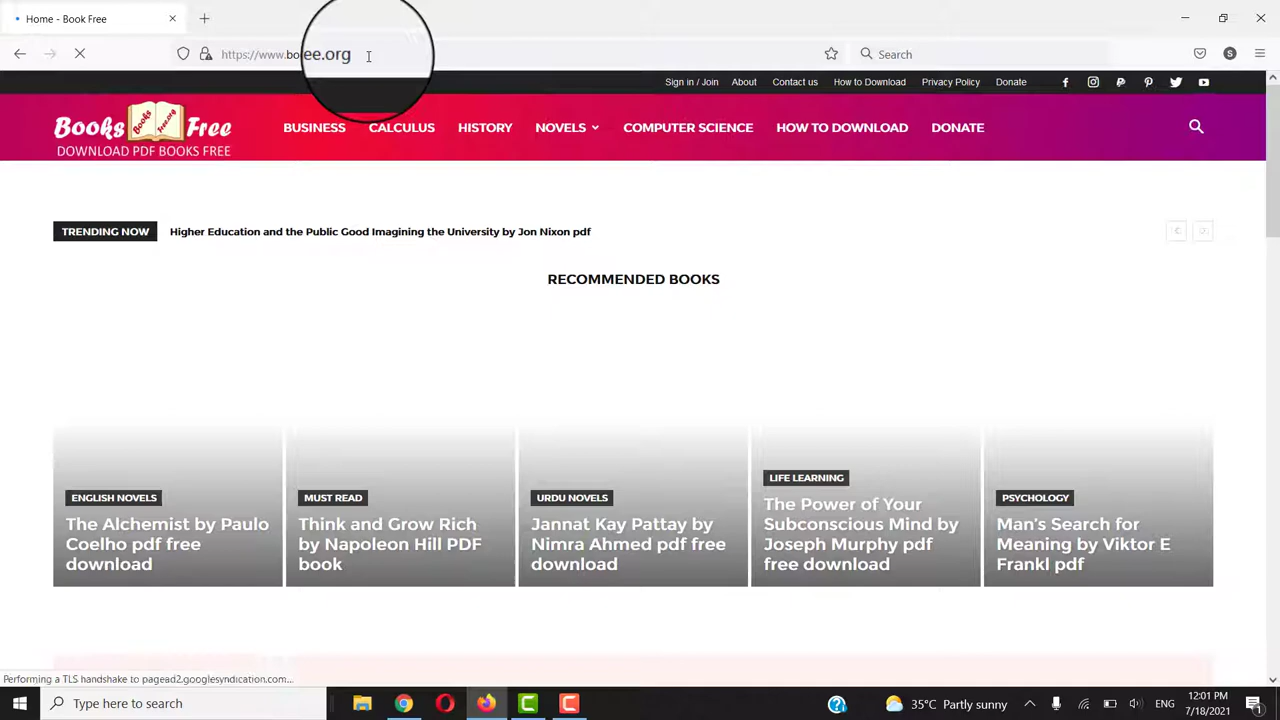 Home - Book Free
https://www.bo ee.org
Search
S
Sign in / Join About Contact us How to Download Privacy Policy Donate
Books Free
Books Free.org
DOWNLOAD PDF BOOKS FREE
BUSINESS CALCULUS HISTORY NOVELS COMPUTER SCIENCE HOW TO DOWNLOAD DONATE
TRENDING NOW Higher Education and the Public Good Imagining the University by Jon Nixon pdf
RECOMMENDED BOOKS
ENGLISH NOVELS
The Alchemist by Paulo
Coelho pdf free
download
MUST READ
Think and Grow Rich
by Napoleon Hill PDF
book
URDU NOVELS
Jannat Kay Pattay by
Nimra Ahmed pdf free
download
LIFE LEARNING
The Power of Your
Subconscious Mind by
Joseph Murphy pdf
free download
PSYCHOLOGY
Man's Search for
Meaning by Viktor E
Frankl pdf
Performing a TLS handshake to pagead2.googlesyndication.com...
Type here to search
35°C Partly sunny
ENG
12:01 PM
7/18/2021
1